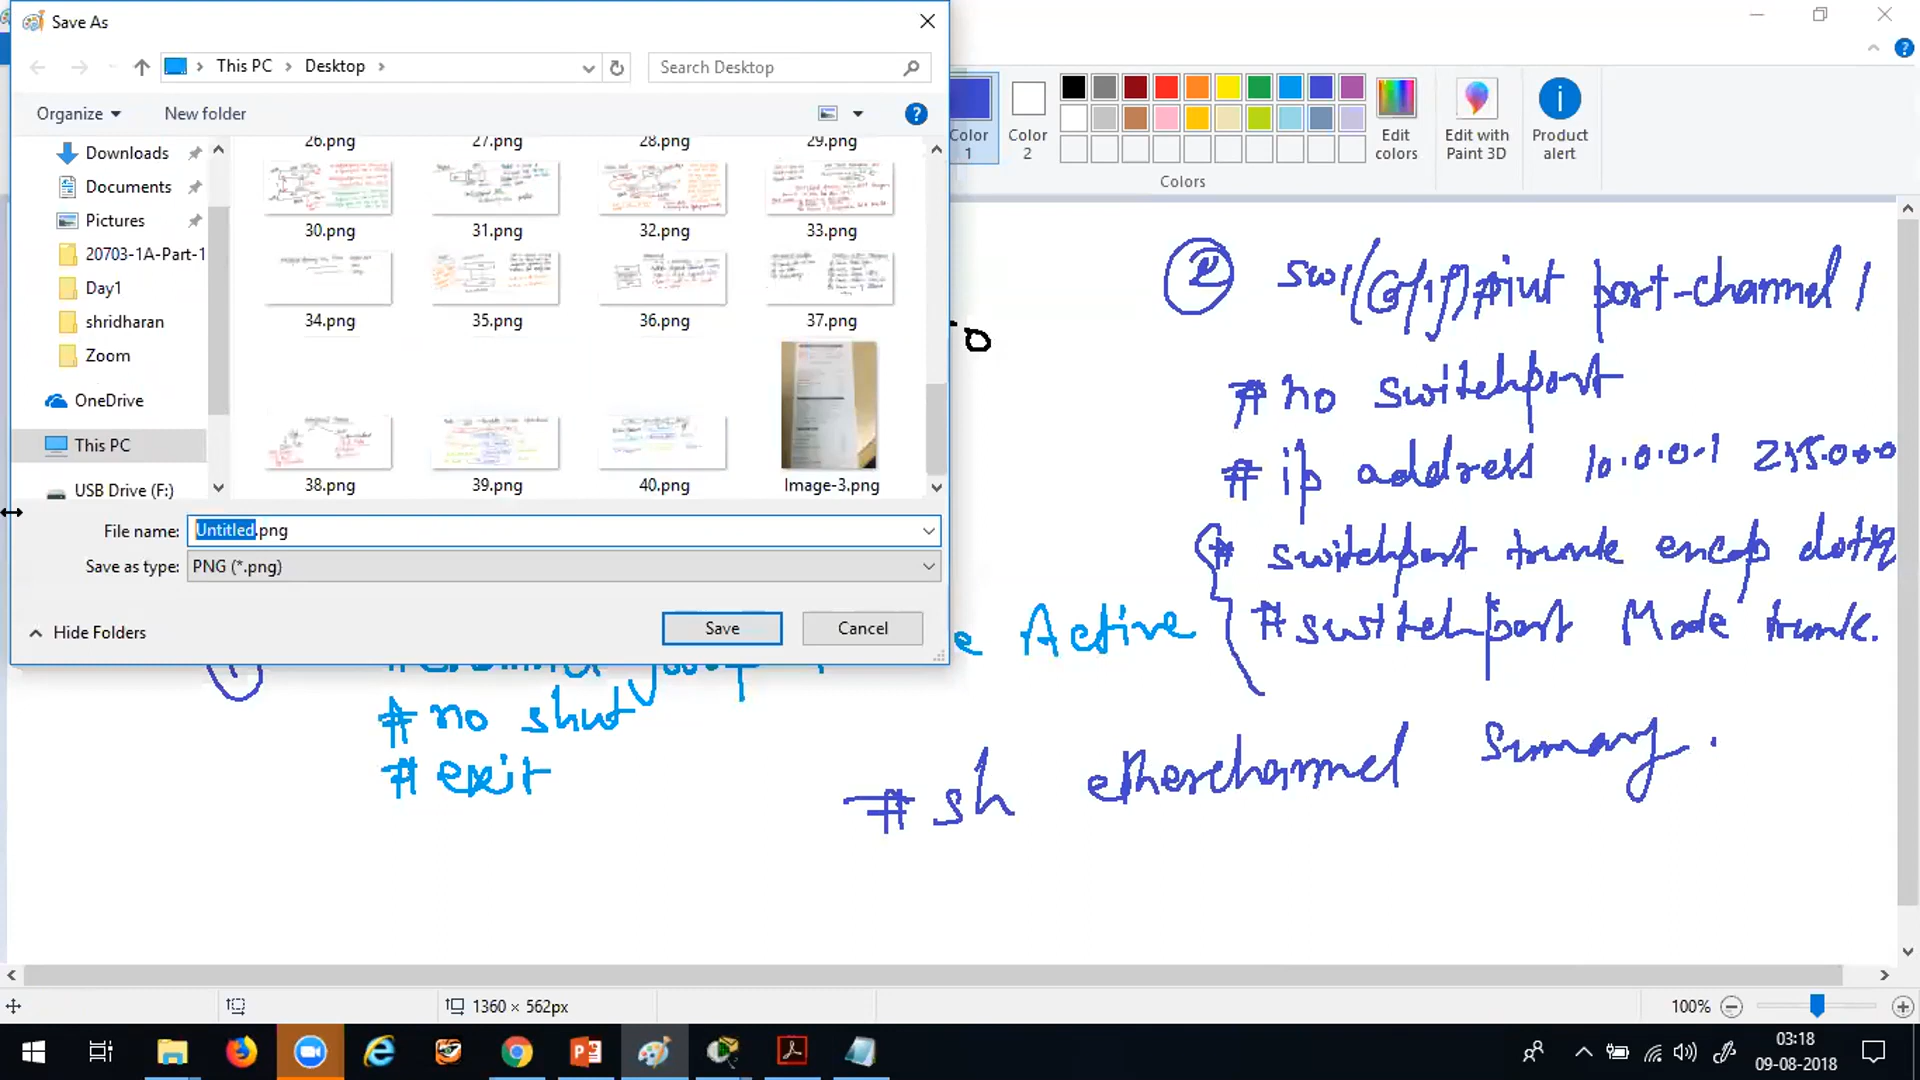 Save As
This PC > Desktop >
Search Desktop
Organize
New folder
Downloads
Documents
Pictures
20703-1A-Part-1
Day1
shridharan
Zoom
OneDrive
This PC
USB Drive (F:)
26.png 27.png 28.png 29.png
30.png 31.png 32.png 33.png
34.png 35.png 36.png 37.png
38.png 39.png 40.png Image-3.png
File name: Untitled.png
Save as type: PNG (*.png)
Hide Folders
Save
Cancel
Color 1
Color 2
Edit colors
Edit with Paint 3D
Product alert
Colors
② int port-channel 1
# no switchport
# ip address 10.0.0.1 255.0.0.0
# switchport trunk encap dot1q
# switchport Mode trunk.
e Active
# no shut
# exit
# sh etherchannel summary.
1360 × 562px
100%
03:18
09-08-2018